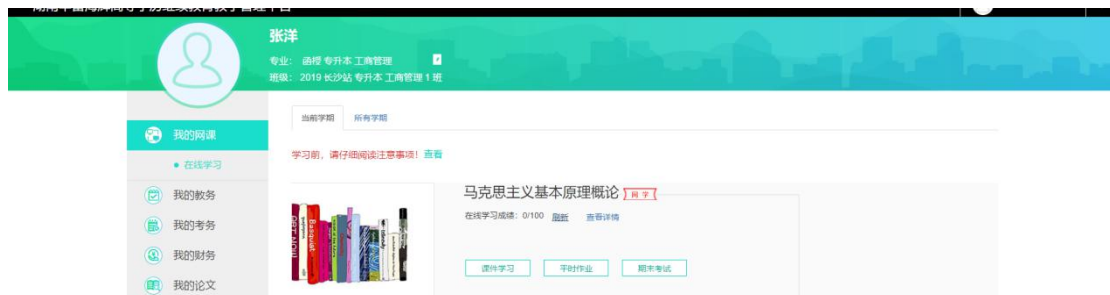 张洋
专业： 函授 专升本 工商管理
班级： 2019 长沙站 专升本 工商管理 1 班
当前学期 所有学期
我的网课
学习前，请仔细阅读注意事项！查看
• 在线学习
马克思主义基本原理概论 网学
我的教务
在线学习成绩：0/100 刷新 查看详情
我的考务
我的财务
课件学习 平时作业 期末考试
我的论文